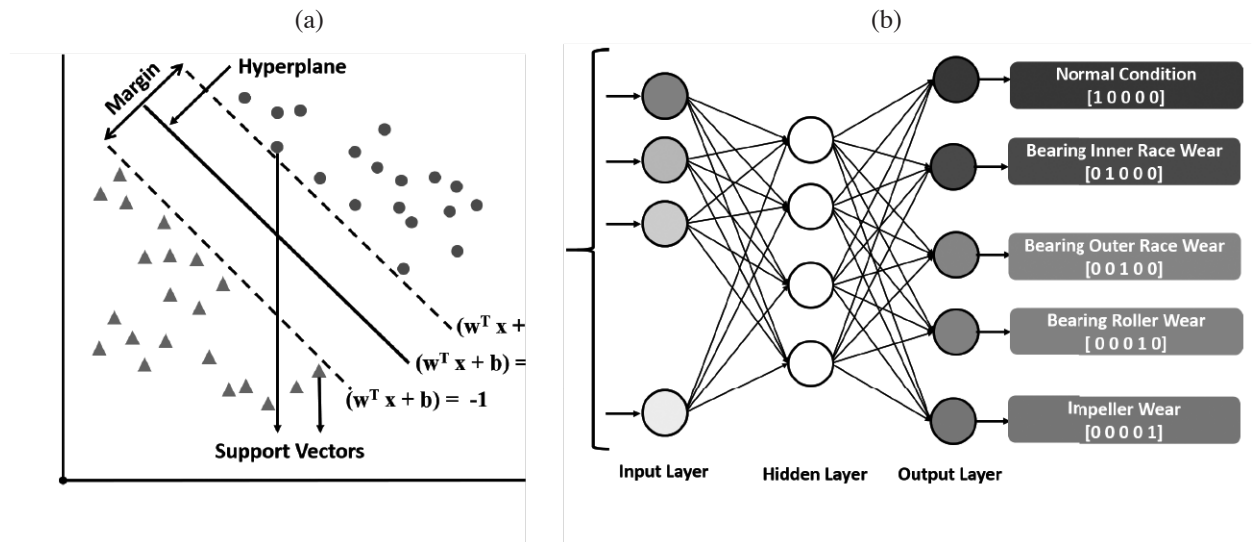 (a)
Margin
Hyperplane
(wᵀ x +
(wᵀ x + b) =
(wᵀ x + b) = -1
Support Vectors
(b)
Normal Condition
[1 0 0 0 0]
Bearing Inner Race Wear
[0 1 0 0 0]
Bearing Outer Race Wear
[0 0 1 0 0]
Bearing Roller Wear
[0 0 0 1 0]
Impeller Wear
[0 0 0 0 1]
Input Layer
Hidden Layer
Output Layer